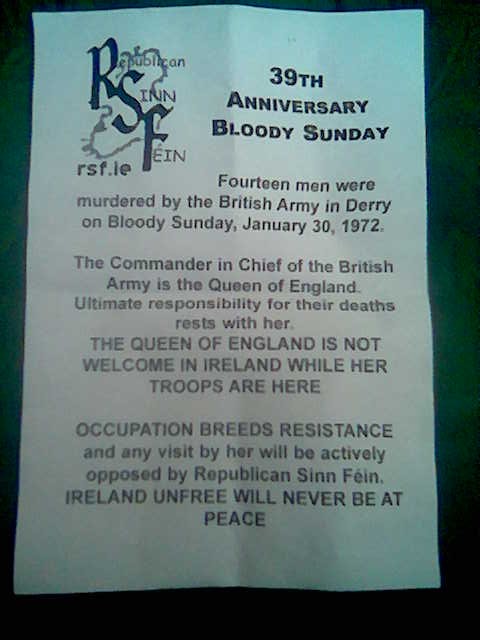 Republican
SINN
FÉIN
rsf.ie
39TH
ANNIVERSARY
BLOODY SUNDAY
Fourteen men were
murdered by the British Army in Derry
on Bloody Sunday, January 30, 1972.
The Commander in Chief of the British
Army is the Queen of England.
Ultimate responsibility for their deaths
rests with her.
THE QUEEN OF ENGLAND IS NOT
WELCOME IN IRELAND WHILE HER
TROOPS ARE HERE
OCCUPATION BREEDS RESISTANCE
and any visit by her will be actively
opposed by Republican Sinn Féin.
IRELAND UNFREE WILL NEVER BE AT
PEACE